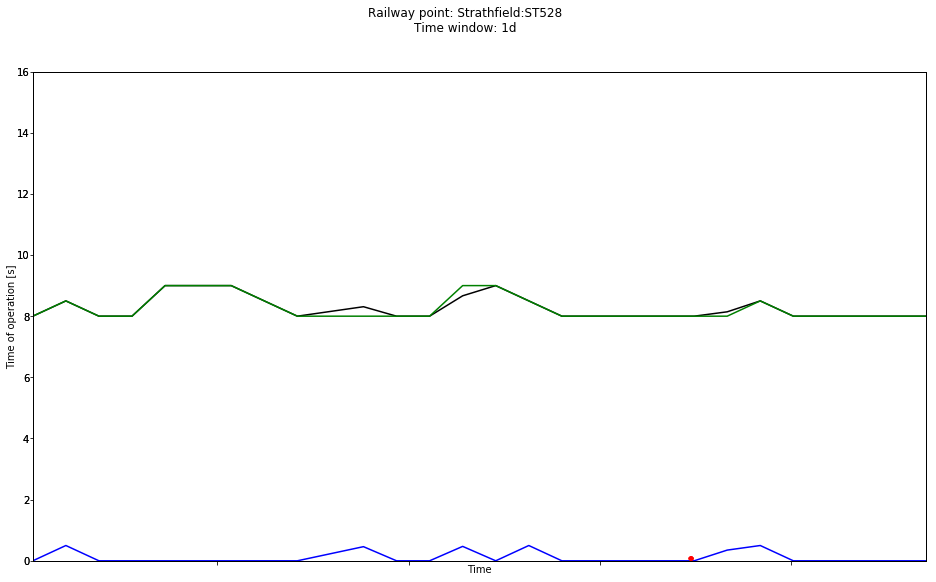 Railway point: Strathfield:ST528
Time window: 1d
16
14
12
10
8
6
4
2
0
Time of operation [s]
Time